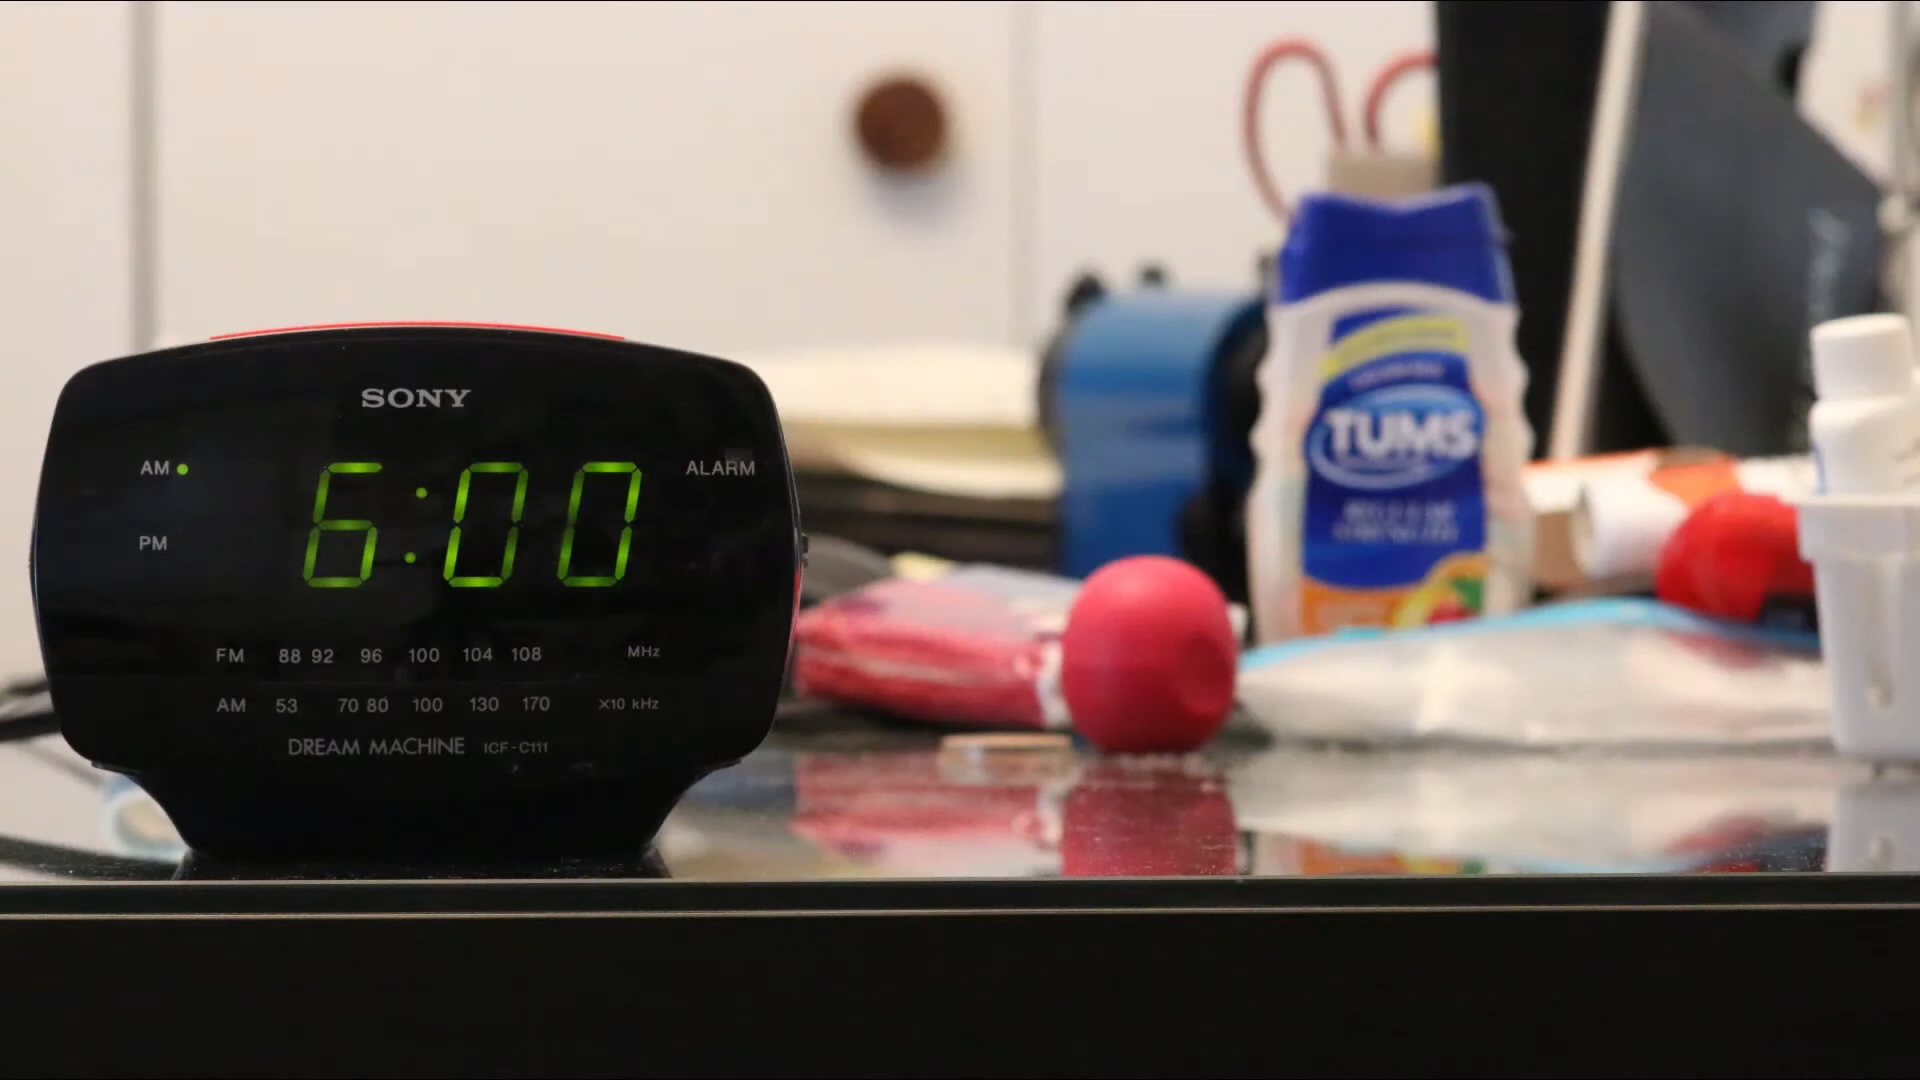 SONY
AM
6:00
ALARM
PM
FM 88 92 96 100 104 108 MHz
AM 53 70 80 100 130 170 X10 kHz
DREAM MACHINE ICF-C111
TUMS